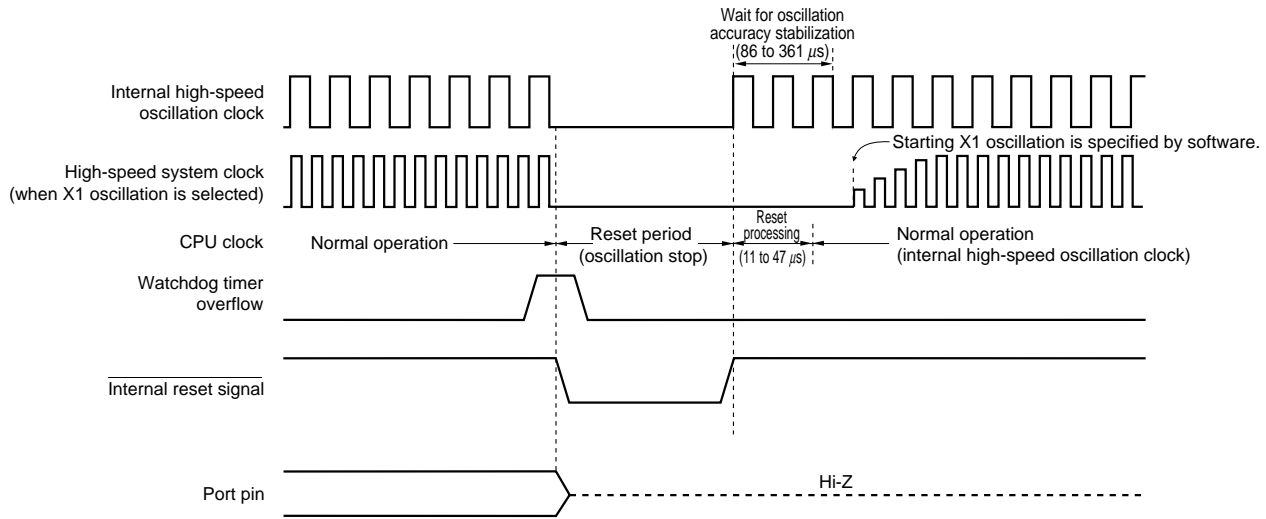 Wait for oscillation
accuracy stabilization
(86 to 361 μs)
Internal high-speed
oscillation clock
Starting X1 oscillation is specified by software.
High-speed system clock
(when X1 oscillation is selected)
CPU clock
Normal operation
Reset period
(oscillation stop)
Reset
processing
(11 to 47 μs)
Normal operation
(internal high-speed oscillation clock)
Watchdog timer
overflow
Internal reset signal
Hi-Z
Port pin